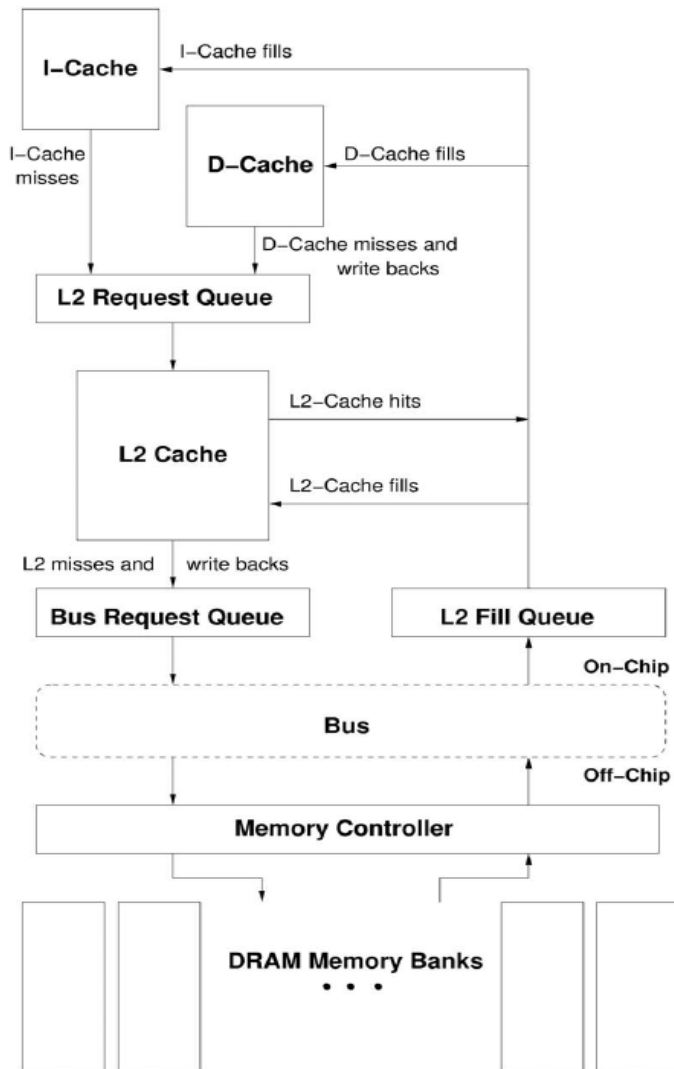 I-Cache fills
I-Cache
I-Cache
misses
D-Cache
D-Cache fills
D-Cache misses and
write backs
L2 Request Queue
L2-Cache hits
L2 Cache
L2-Cache fills
L2 misses and write backs
Bus Request Queue
L2 Fill Queue
On-Chip
Bus
Off-Chip
Memory Controller
DRAM Memory Banks
• • •